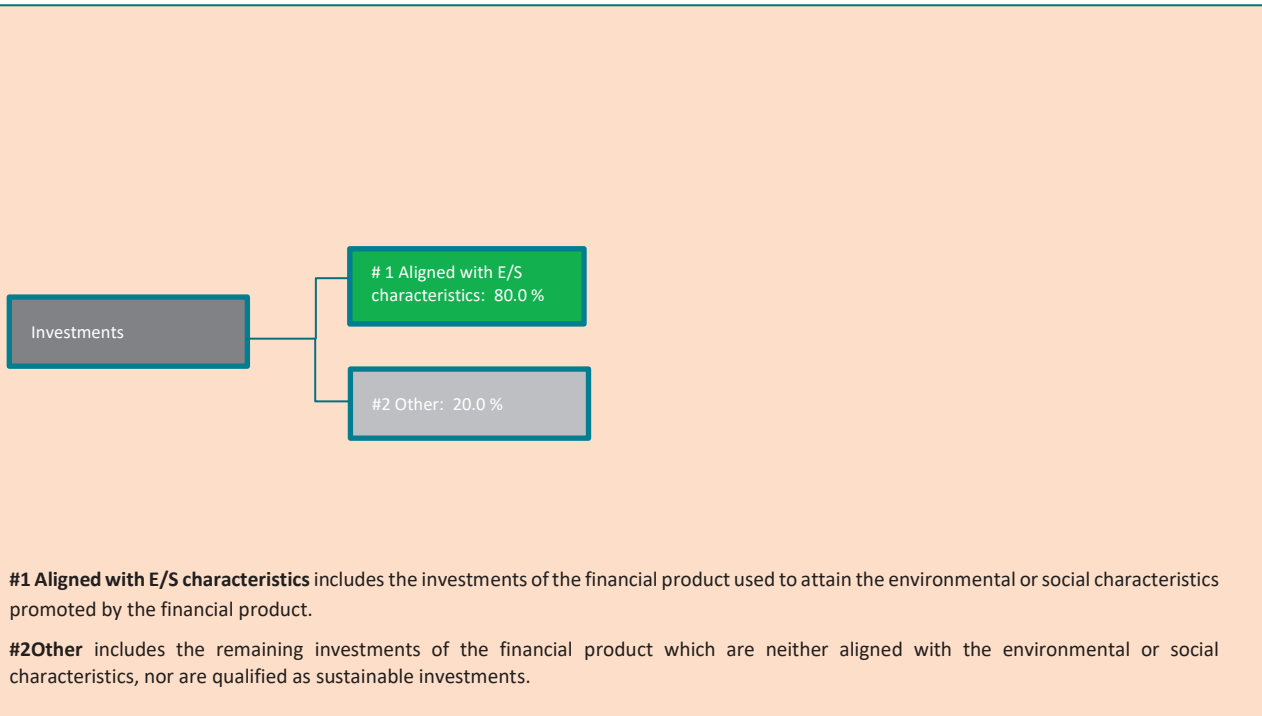 # 1 Aligned with E/S
characteristics: 80.0 %
Investments
#2 Other: 20.0 %
#1 Aligned with E/S characteristics includes the investments of the financial product used to attain the environmental or social characteristics
promoted by the financial product.
#2Other includes the remaining investments of the financial product which are neither aligned with the environmental or social
characteristics, nor are qualified as sustainable investments.